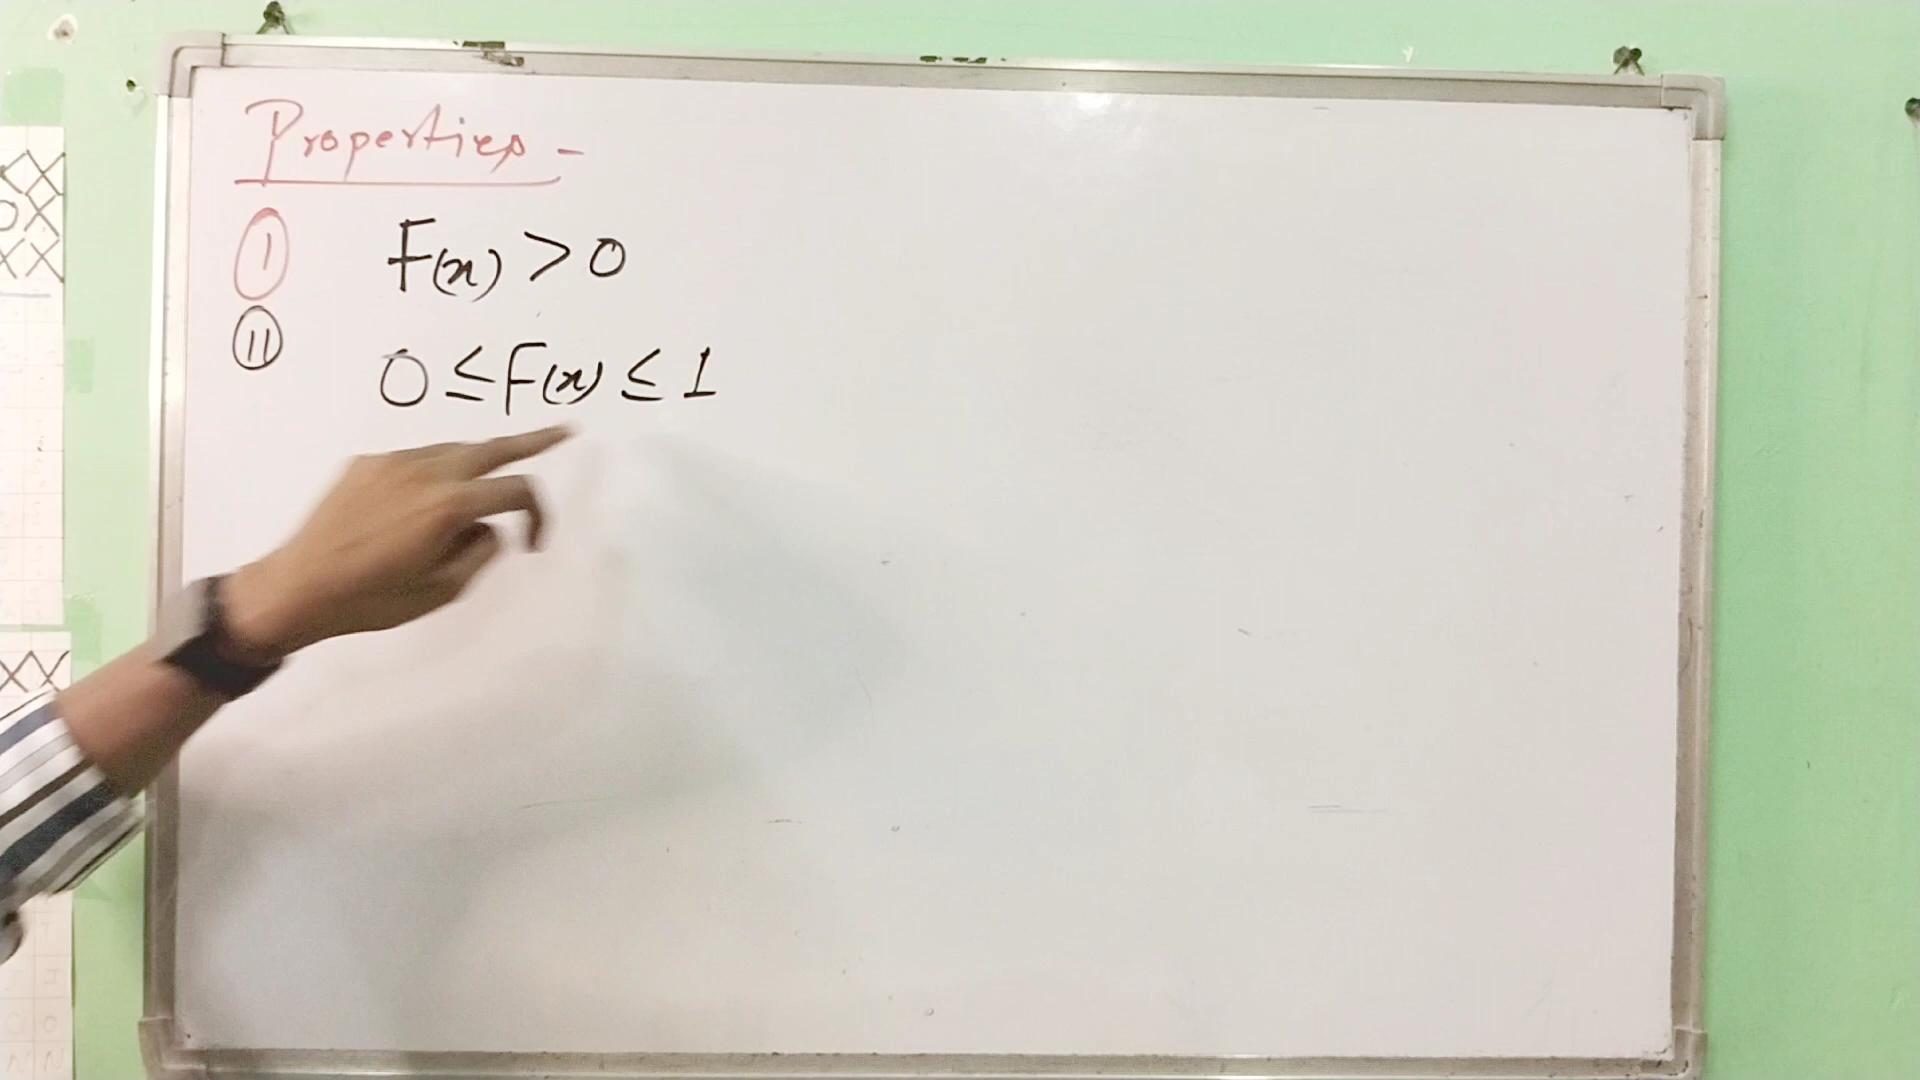 Properties -
I F(x) > 0
II
0 ≤ F(x) ≤ 1